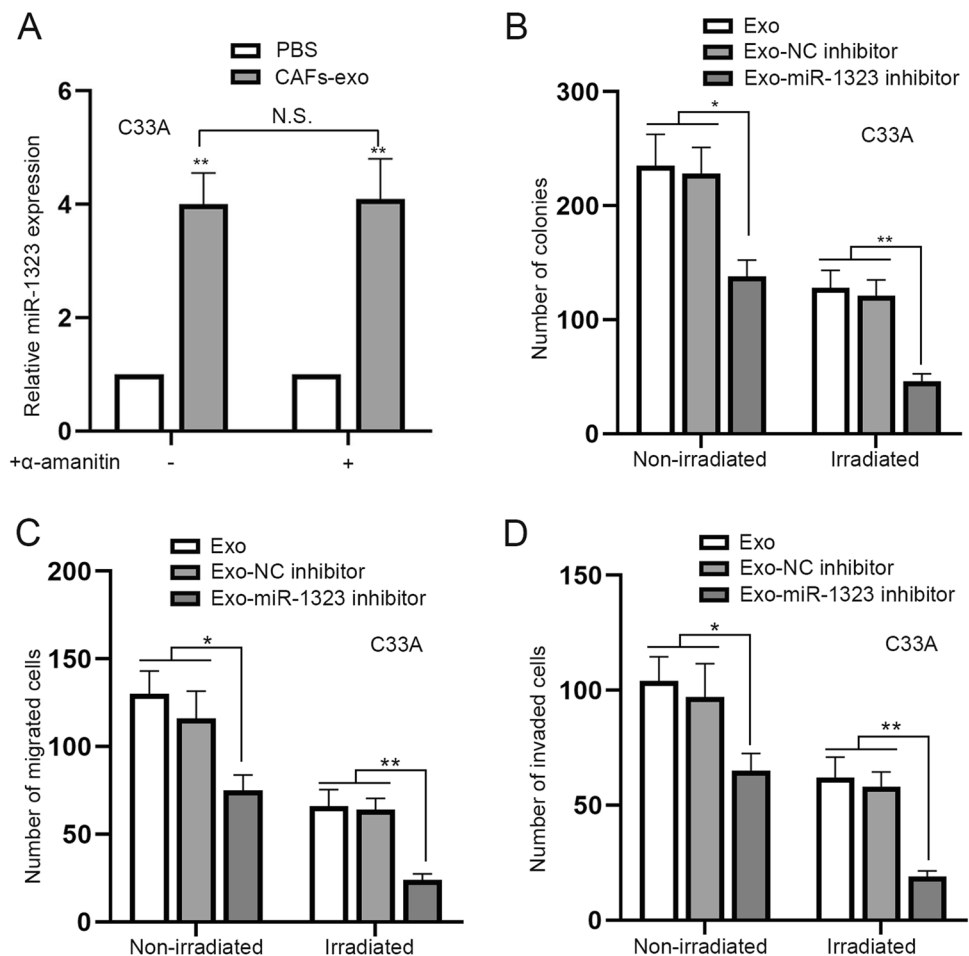 A
PBS
CAFs-exo
Relative miR-1323 expression
6
4
2
0
C33A
N.S.
**
**
+α-amanitin - +
B
Exo
Exo-NC inhibitor
Exo-miR-1323 inhibitor
Number of colonies
300
200
100
0
C33A
*
**
Non-irradiated Irradiated
C
Exo
Exo-NC inhibitor
Exo-miR-1323 inhibitor
Number of migrated cells
200
150
100
50
0
C33A
*
**
Non-irradiated Irradiated
D
Exo
Exo-NC inhibitor
Exo-miR-1323 inhibitor
Number of invaded cells
150
100
50
0
C33A
*
**
Non-irradiated Irradiated